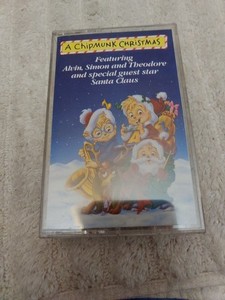 A CHIPMUNK CHRISTMAS
Featuring
Alvin, Simon and Theodore
and special guest star
Santa Claus